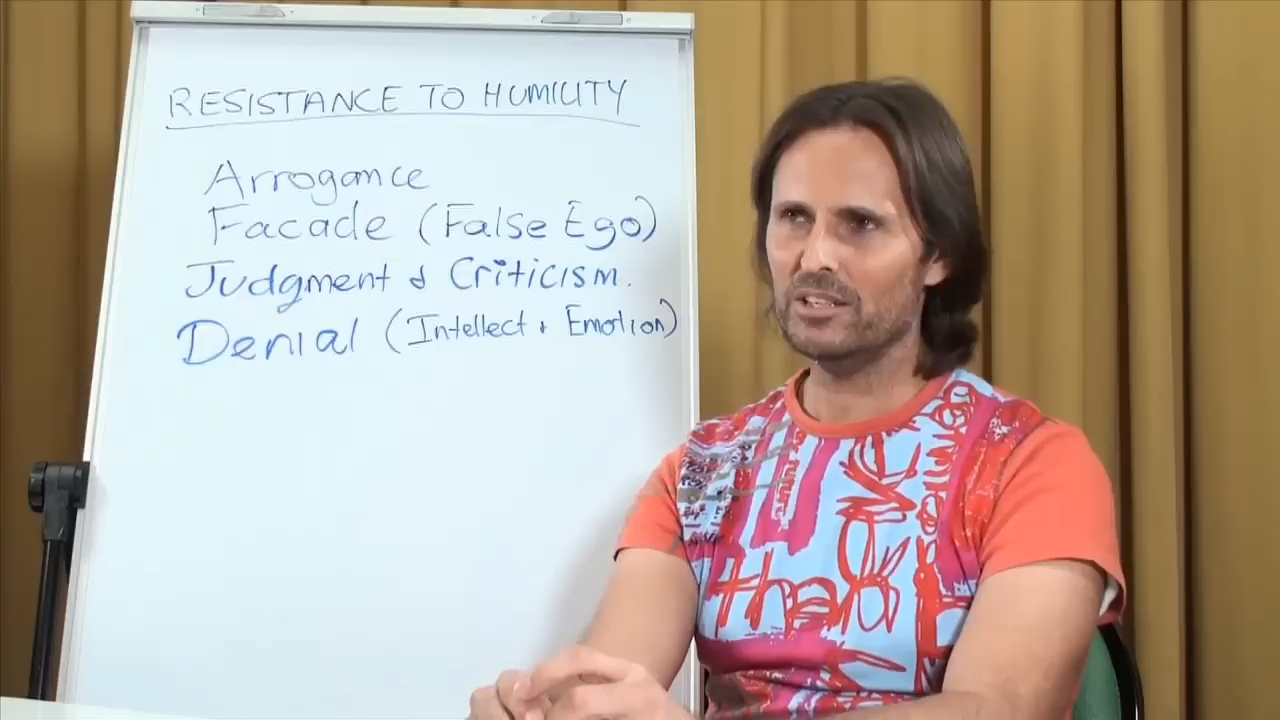 RESISTANCE TO HUMILITY
Arrogance
Facade (False Ego)
Judgment & Criticism.
Denial (Intellect + Emotion)